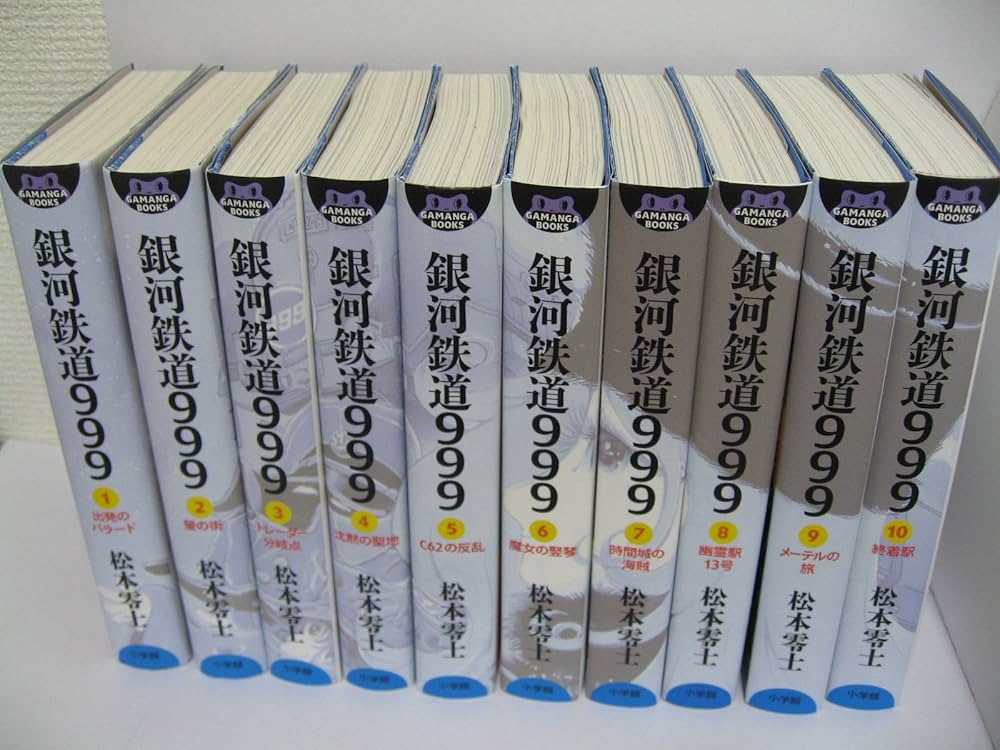 GAMANGA
BOOKS
銀河鉄道999
1
出発の
バラード
松本零士
小学館
GAMANGA
BOOKS
銀河鉄道999
2
螢の街
松本零士
小学館
GAMANGA
BOOKS
銀河鉄道999
3
トレーダー
分岐点
松本零士
小学館
GAMANGA
BOOKS
銀河鉄道999
4
沈黙の聖地
松本零士
小学館
GAMANGA
BOOKS
銀河鉄道999
5
C62の反乱
松本零士
小学館
GAMANGA
BOOKS
銀河鉄道999
6
魔女の竪琴
松本零士
小学館
GAMANGA
BOOKS
銀河鉄道999
7
時間城の
海賊
松本零士
小学館
GAMANGA
BOOKS
銀河鉄道999
8
幽霊駅
13号
松本零士
小学館
GAMANGA
BOOKS
銀河鉄道999
9
メーテルの
旅
松本零士
小学館
GAMANGA
BOOKS
銀河鉄道999
10
終着駅
松本零士
小学館